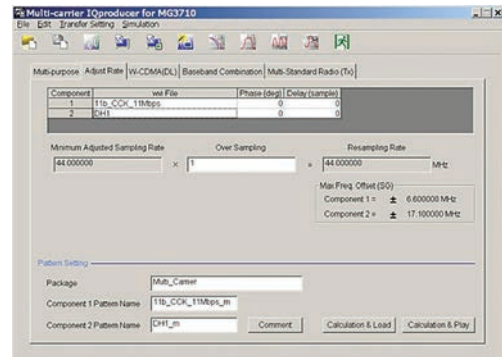 Multi-carrier IQproducer for MG3710
File Edit Transfer Setting Simulation
Multi-purpose Adjust Rate W-CDMA(DL) Baseband Combination Multi-Standard Radio (Tx)
Component wvi File Phase (deg) Delay (sample)
1 11b_CCK_11Mbps 0 0
2 DH1 0 0
Minimum Adjusted Sampling Rate Over Sampling Resampling Rate
44.000000 × 1 = 44.000000 MHz
Max.Freq. Offset (SG)
Component 1 = ± 6.600000 MHz
Component 2 = ± 17.100000 MHz
Pattern Setting
Package Multi_Carrier
Component 1 Pattern Name 11b_CCK_11Mbps_m
Component 2 Pattern Name DH1_m Comment Calculation & Load Calculation & Play